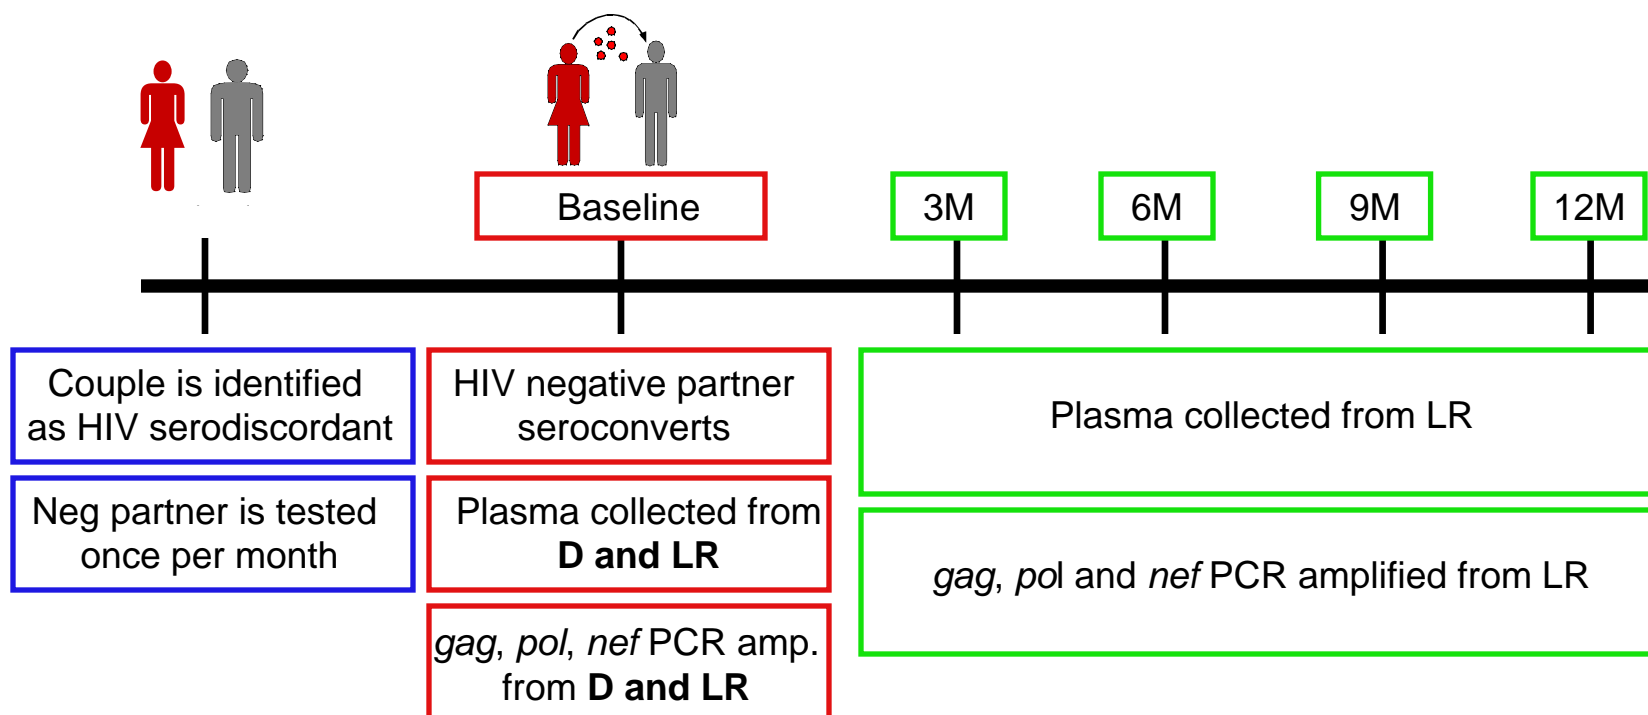 Baseline
3M
6M
9M
12M
Couple is identified
as HIV serodiscordant
Neg partner is tested
once per month
HIV negative partner
seroconverts
Plasma collected from
D and LR
gag, pol, nef PCR amp.
from D and LR
Plasma collected from LR
gag, pol and nef PCR amplified from LR